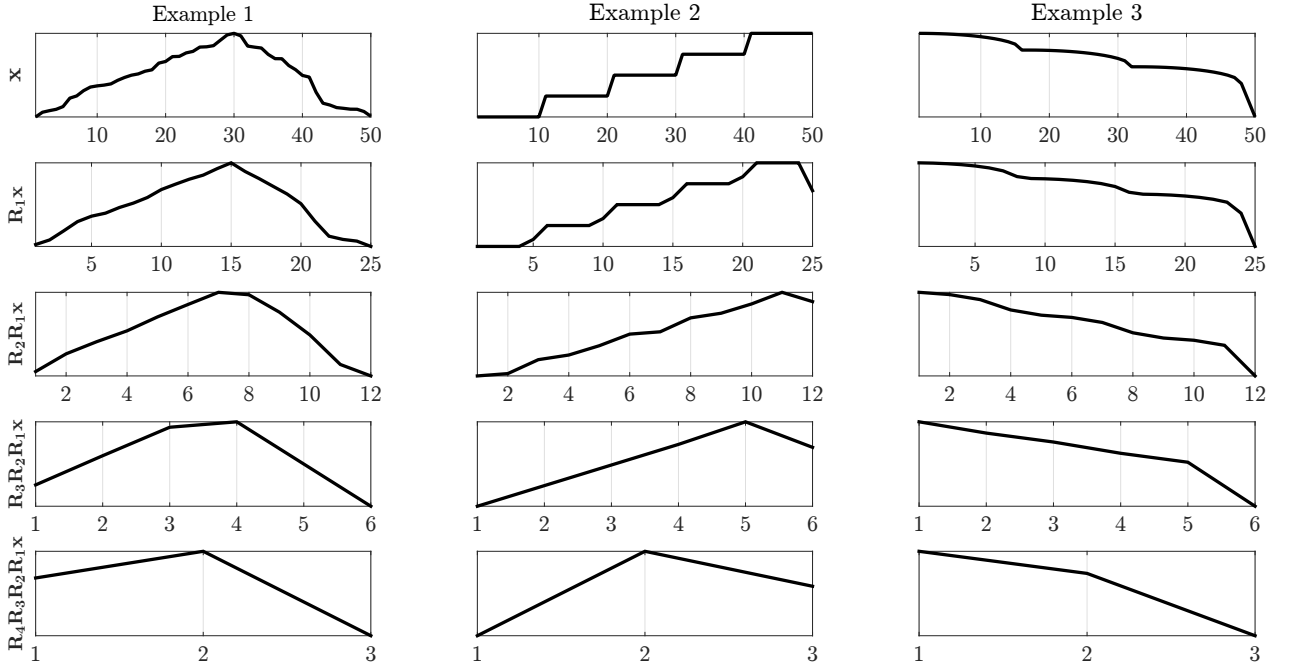 Example 1 Example 2 Example 3
x
10 20 30 40 50 10 20 30 40 50 10 20 30 40 50
R₁x
5 10 15 20 25 5 10 15 20 25 5 10 15 20 25
R₂R₁x
2 4 6 8 10 12 2 4 6 8 10 12 2 4 6 8 10 12
R₃R₂R₁x
1 2 3 4 5 6 1 2 3 4 5 6 1 2 3 4 5 6
R₄R₃R₂R₁x
1 2 3 1 2 3 1 2 3